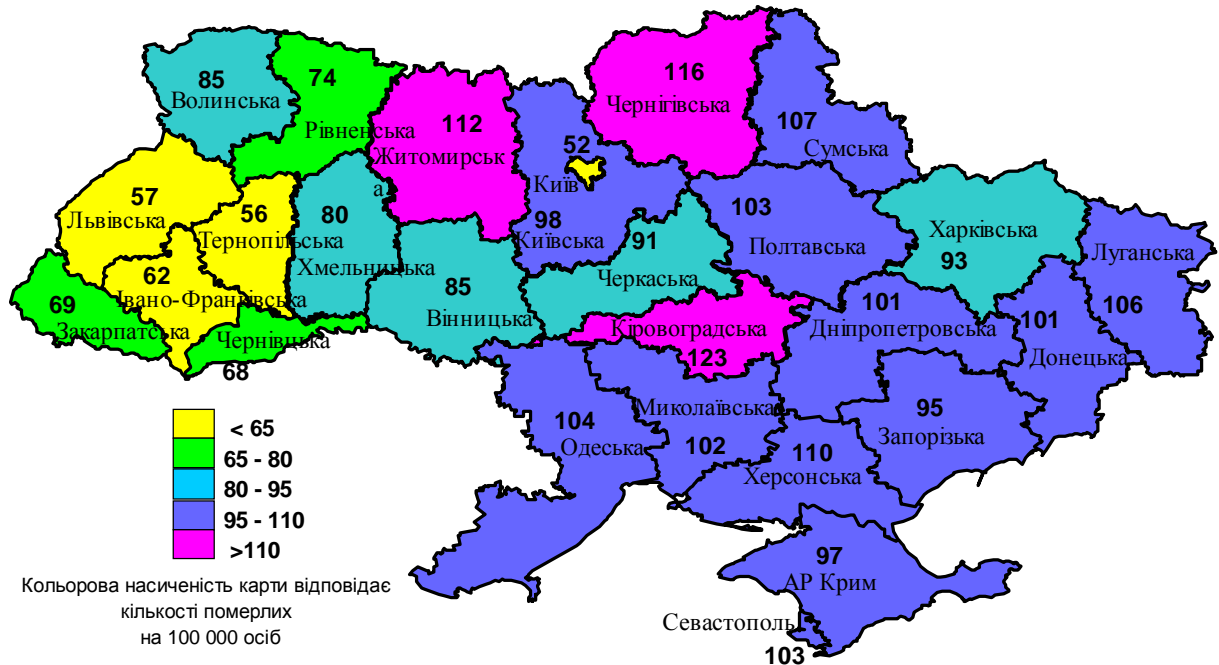 116
Чернігівська
85
Волинська
74
Рівненська
112
Житомирськ
а
107
Сумська
52
Київ
98
Київська
57
Львівська
56
Тернопільська
80
Хмельницька
91
Черкаська
103
Полтавська
Харківська
93
Луганська
106
62
Івано-Франківська
69
Закарпатська
85
Вінницька
Чернівцька
68
Кіровоградська
123
101
Дніпропетровська
101
Донецька
104
Одеська
Миколаївська
102
95
Запорізька
110
Херсонська
97
АР Крим
Севастополь
103
< 65
65 - 80
80 - 95
95 - 110
>110
Кольорова насиченість карти відповідає
кількості померлих
на 100 000 осіб